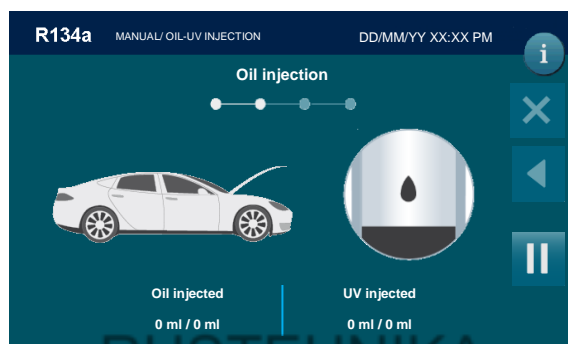 R134a MANUAL/ OIL-UV INJECTION DD/MM/YY XX:XX PM
i
Oil injection
Oil injected UV injected
0 ml / 0 ml 0 ml / 0 ml